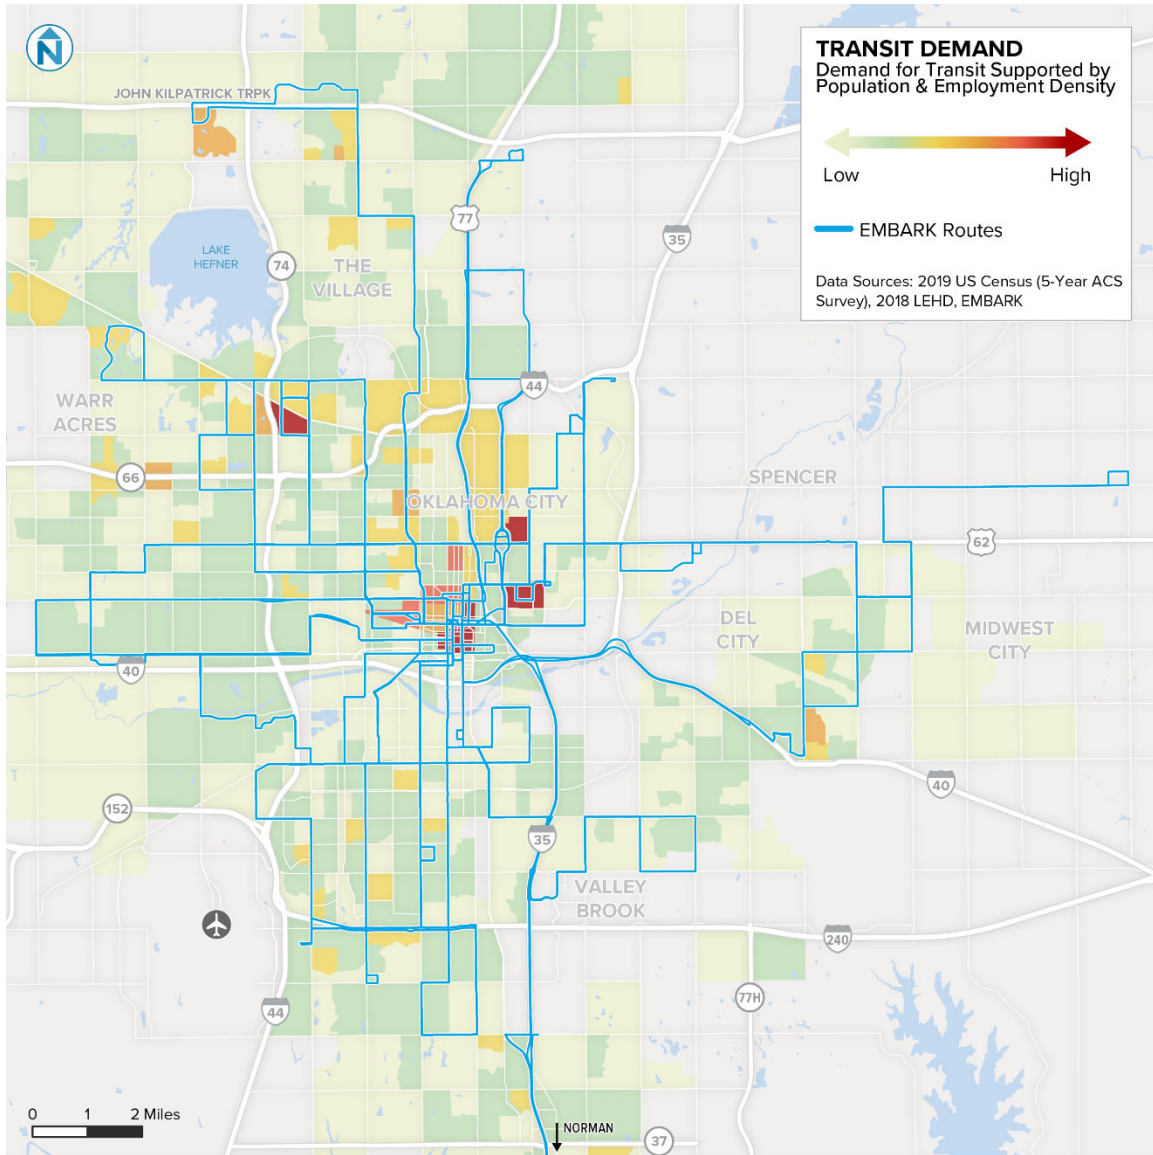 N
JOHN KILPATRICK TRPK
TRANSIT DEMAND
Demand for Transit Supported by
Population & Employment Density
Low
High
EMBARK Routes
Data Sources: 2019 US Census (5-Year ACS
Survey), 2018 LEHD, EMBARK
77
35
LAKE
HEFNER
74
THE
VILLAGE
44
WARR
ACRES
66
SPENCER
OKLAHOMA CITY
62
DEL
CITY
MIDWEST
CITY
40
40
152
35
VALLEY
BROOK
240
77H
44
0 1 2 Miles
NORMAN
37